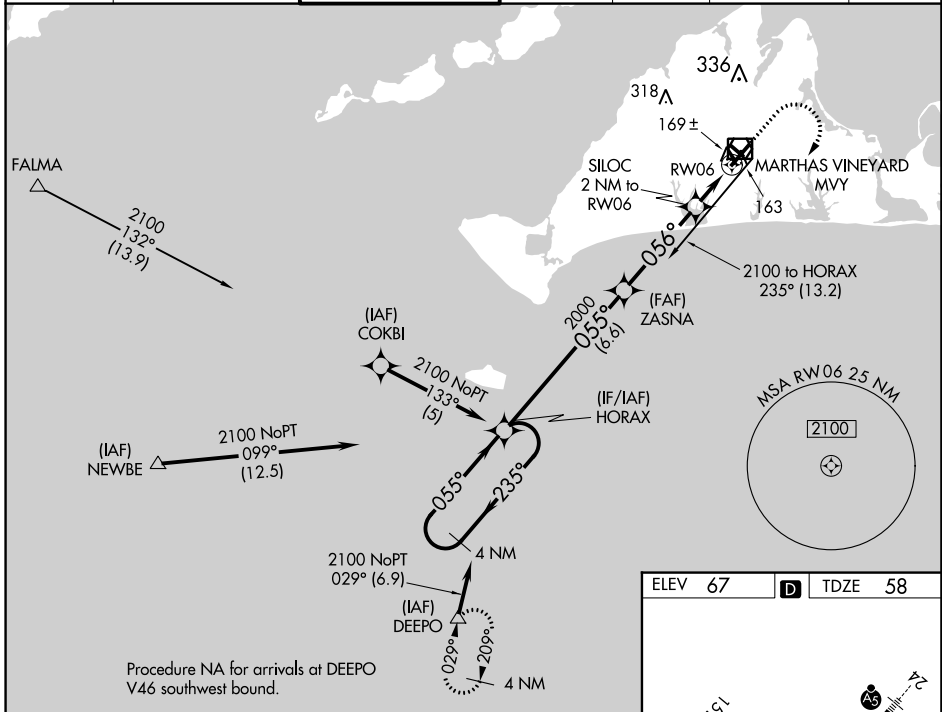 336
318
169±
FALMA
SILOC
2 NM to
RW06
RW06
MARTHAS VINEYARD
MVY
163
2100
132°
(13.9)
056°
2100 to HORAX
235° (13.2)
(FAF)
ZASNA
2000
055°
(6.6)
(IAF)
COKBI
2100 NoPT
133°
(5)
(IF/IAF)
HORAX
MSA RW06 25 NM
2100
(IAF)
NEWBE
2100 NoPT
099°
(12.5)
055°
235°
4 NM
2100 NoPT
029° (6.9)
(IAF)
DEEPO
029°
209°
4 NM
Procedure NA for arrivals at DEEPO
V46 southwest bound.
ELEV 67
D
TDZE 58
A5
24